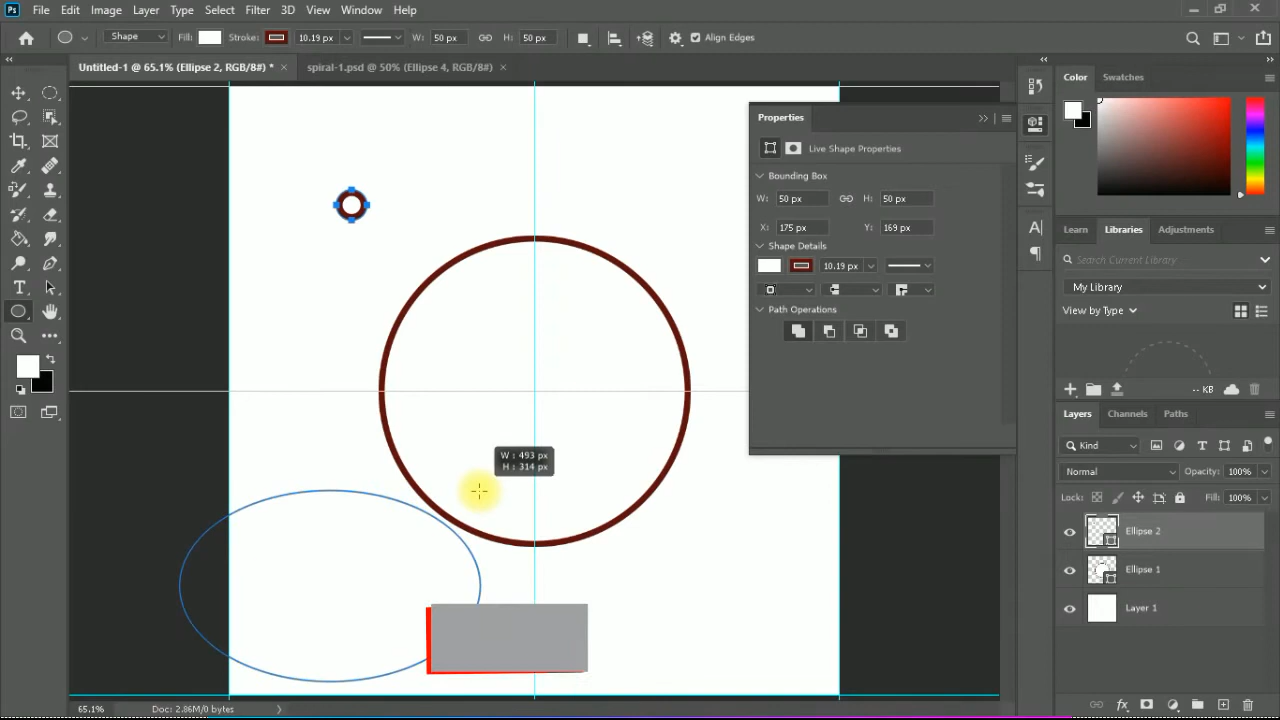 Ps File Edit Image Layer Type Select Filter 3D View Window Help
Shape Fill: Stroke: 10.19 px W: 50 px H: 50 px Align Edges
Untitled-1 @ 65.1% (Ellipse 2, RGB/8#) * × spiral-1.psd @ 50% (Ellipse 4, RGB/8#) ×
Properties
Live Shape Properties
Bounding Box
W: 50 px H: 50 px
X: 175 px Y: 169 px
Shape Details
10.19 px
Path Operations
W : 493 px
H : 314 px
Color Swatches
Learn Libraries Adjustments
Search Current Library
My Library
View by Type
-- KB
Layers Channels Paths
Kind
Normal Opacity: 100%
Lock: Fill: 100%
Ellipse 2
Ellipse 1
Layer 1
65.1% Doc: 2.86M/0 bytes